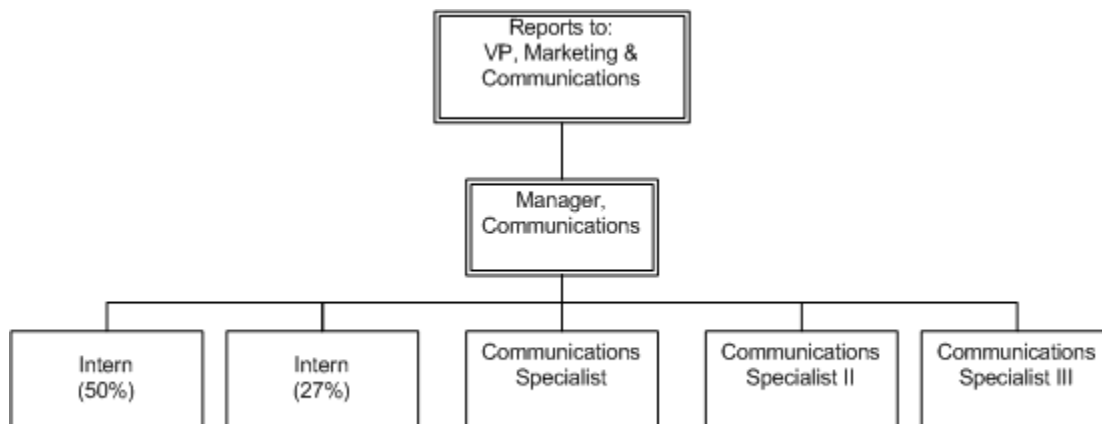 Reports to:
VP, Marketing &
Communications
Manager,
Communications
Intern
(50%)
Intern
(27%)
Communications
Specialist
Communications
Specialist II
Communications
Specialist III